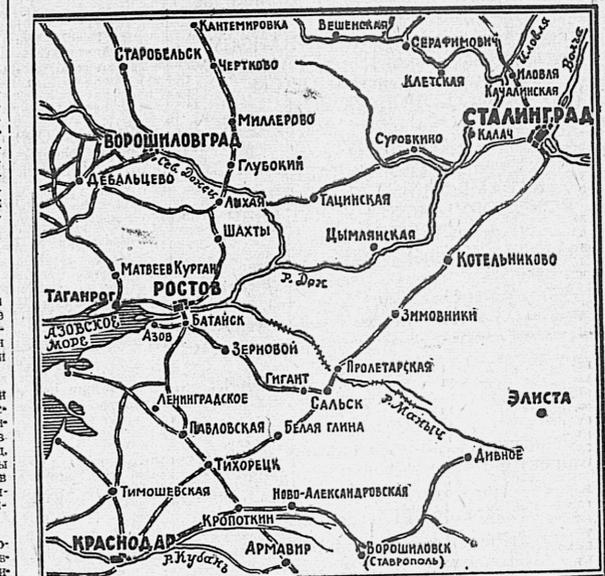 Кантемировка
Вешенская
Серафимович
Иловля
Волга
Старобельск
Чертково
Клетская
Иловля
Качалинская
Миллерово
Сталинград
Ворошиловград
Суровкино
Калач
Глубокий
Сев. Донец
Дебальцево
Лихая
Тацинская
Шахты
Цымлянская
Матвеев Курган
Котельниково
р. Дон
Таганрог
Ростов
Азовское
море
Азов
Батайск
Зимовники
Зерновой
Пролетарская
Гигант
Сальск
р. Маныч
Элиста
Ленинградское
Павловская
Белая глина
Тихорецк
Дивное
Тимошевская
Ново-Александровская
Кропоткин
Краснодар
р. Кубань
Армавир
Ворошиловск
(Ставрополь)